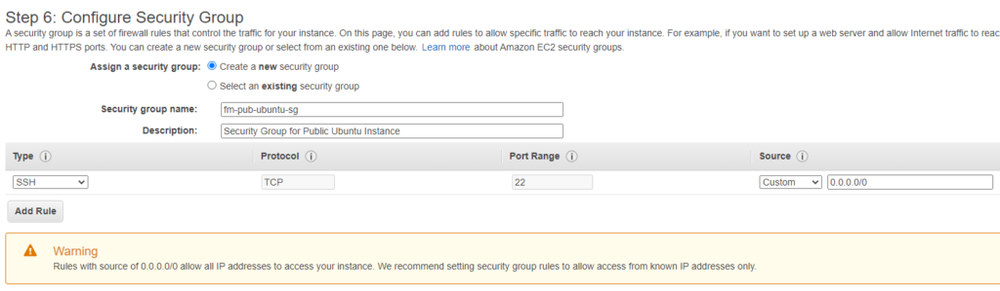 Step 6: Configure Security Group
A security group is a set of firewall rules that control the traffic for your instance. On this page, you can add rules to allow specific traffic to reach your instance. For example, if you want to set up a web server and allow Internet traffic to reac
HTTP and HTTPS ports. You can create a new security group or select from an existing one below. Learn more about Amazon EC2 security groups.
Assign a security group: Create a new security group
Select an existing security group
Security group name: fm-pub-ubuntu-sg
Description: Security Group for Public Ubuntu Instance
Type i Protocol i Port Range i Source i
SSH TCP 22 Custom 0.0.0.0/0
Add Rule
Warning
Rules with source of 0.0.0.0/0 allow all IP addresses to access your instance. We recommend setting security group rules to allow access from known IP addresses only.